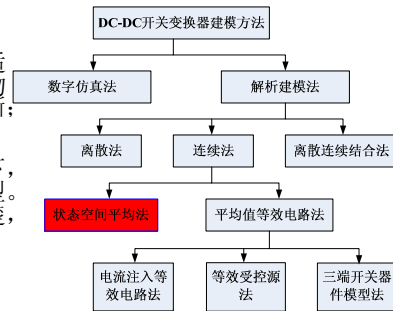 DC-DC开关变换器建模方法
数字仿真法
解析建模法
离散法
连续法
离散连续结合法
状态空间平均法
平均值等效电路法
电流注入等
效电路法
等效受控源
法
三端开关器
件模型法